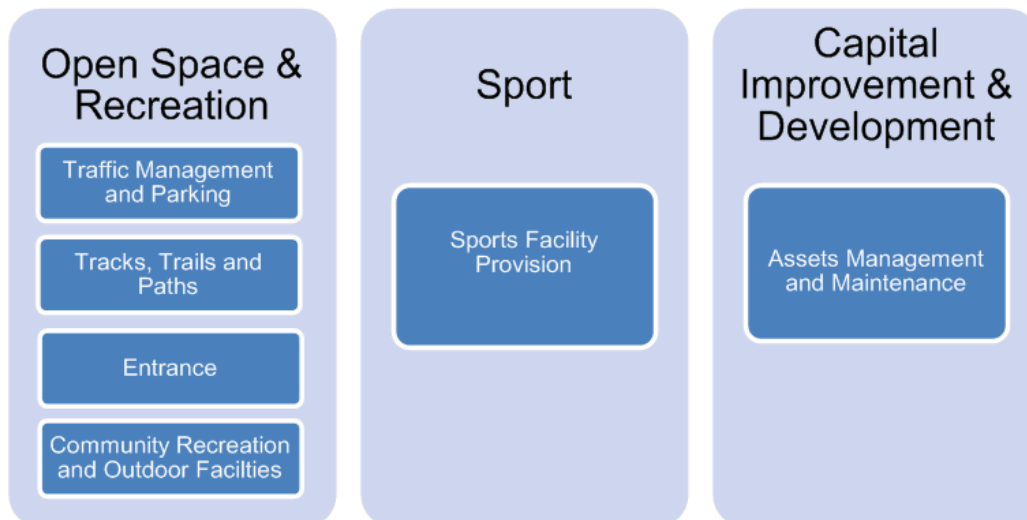 Open Space &
Recreation
Traffic Management
and Parking
Tracks, Trails and
Paths
Entrance
Community Recreation
and Outdoor Facilties
Sport
Sports Facility
Provision
Capital
Improvement &
Development
Assets Management
and Maintenance